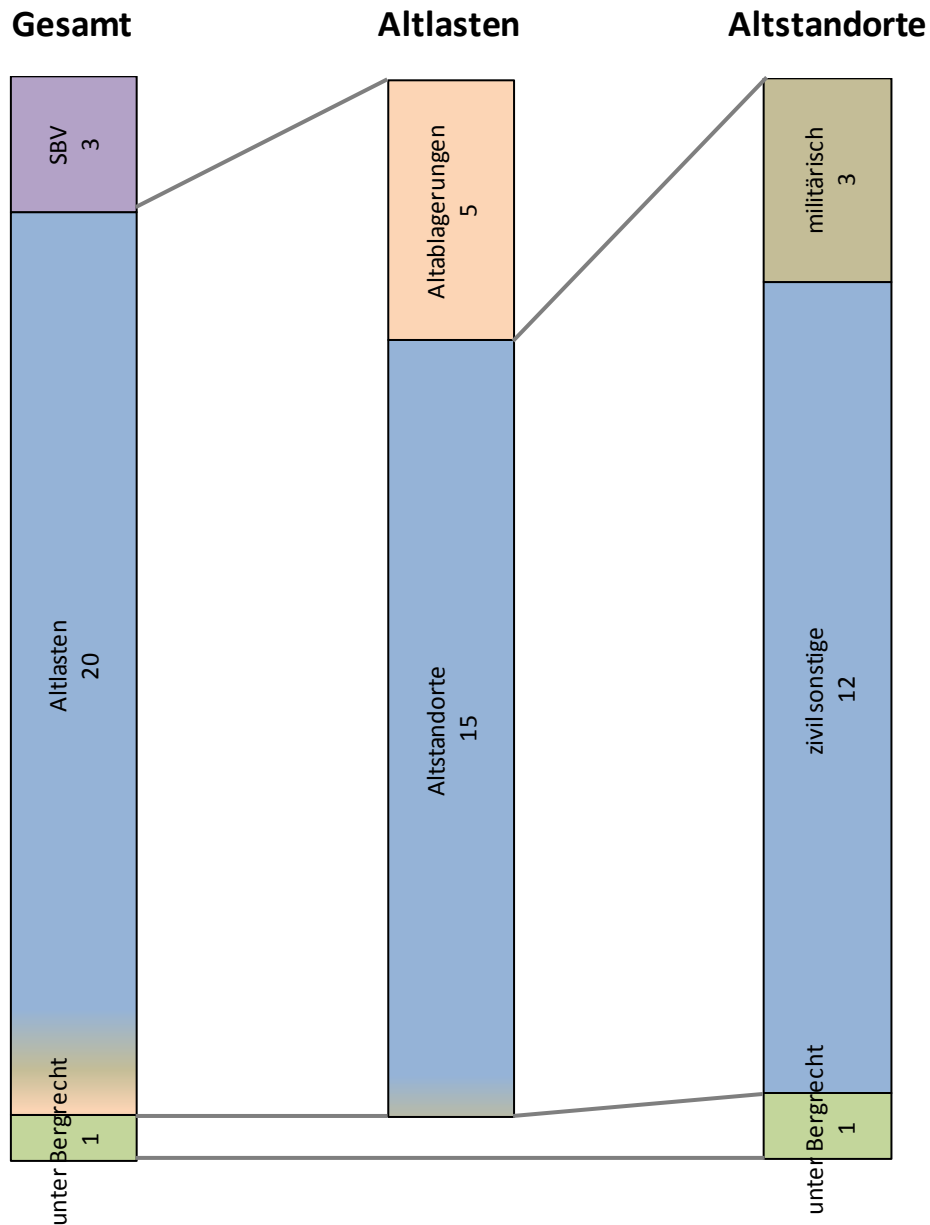 Gesamt
Altlasten
Altstandorte
SBV
3
Altlasten
20
unter Bergrecht
1
Altablagerungen
5
Altstandorte
15
militärisch
3
zivil sonstige
12
unter Bergrecht
1